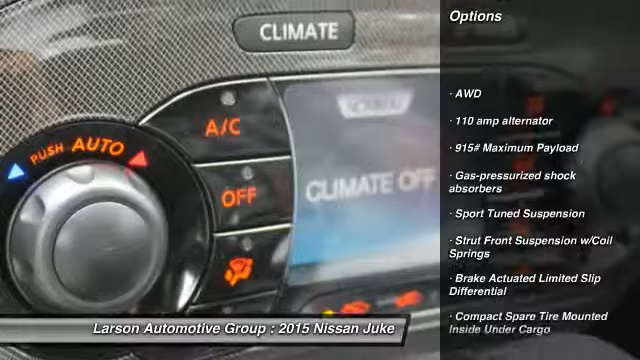 CLIMATE
Options
NORMAL
A/C
PUSH AUTO
OFF
CLIMATE OFF
· AWD
· 110 amp alternator
· 915# Maximum Payload
· Gas-pressurized shock
absorbers
· Sport Tuned Suspension
· Strut Front Suspension w/Coil
Springs
· Brake Actuated Limited Slip
Differential
· Compact Spare Tire Mounted
Inside Under Cargo
Larson Automotive Group : 2015 Nissan Juke